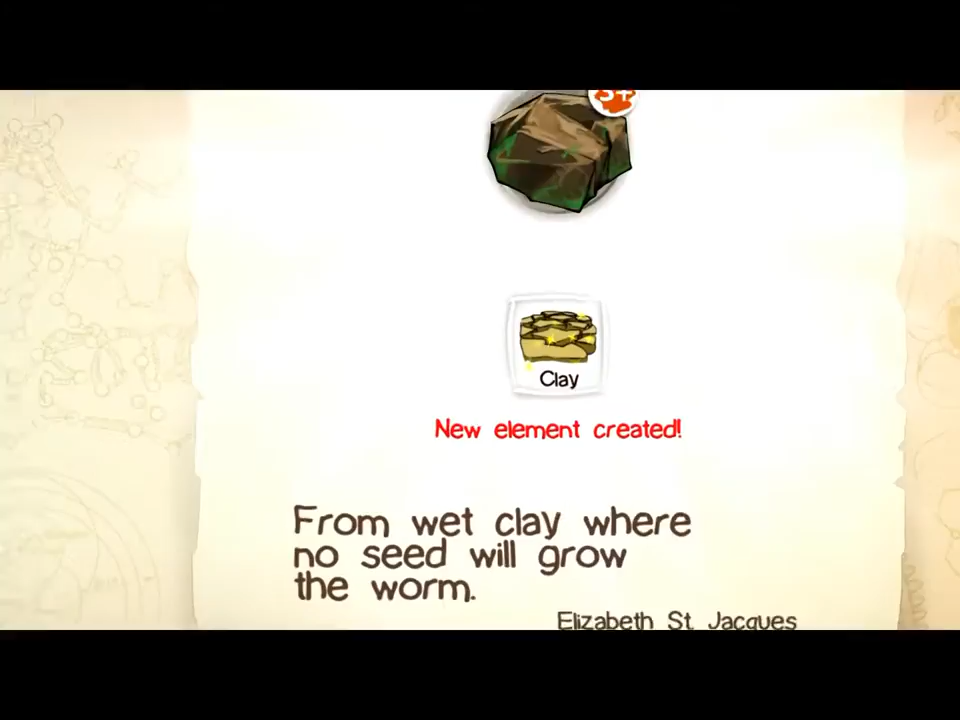 Clay
New element created!
From wet clay where
no seed will grow
the worm.
Elizabeth St. Jacques